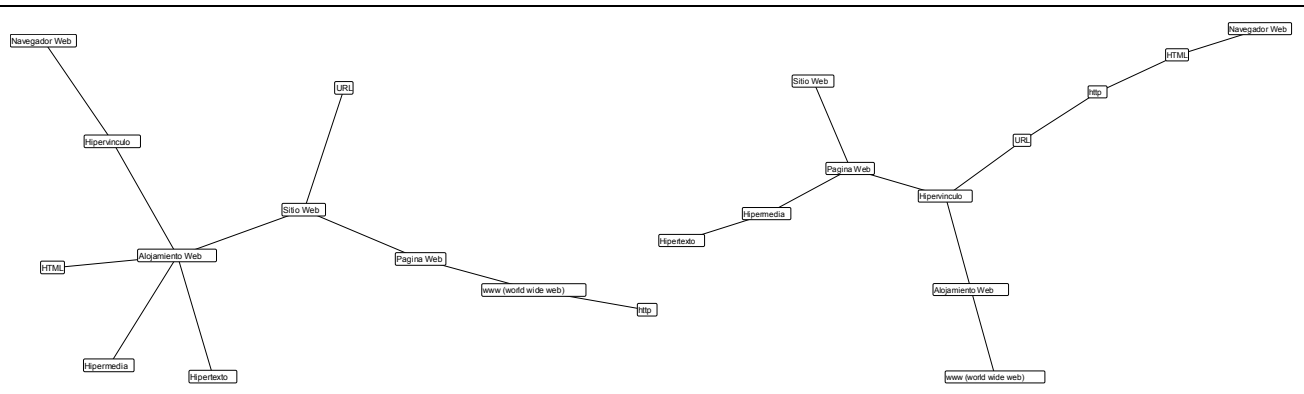 Navegador Web
URL
Hipervinculo
Sitio Web
Alojamiento Web
Pagina Web
HTML
www (world wide web)
http
Hipermedia
Hipertexto
Navegador Web
HTML
Sitio Web
http
URL
Pagina Web
Hipervinculo
Hipermedia
Hipertexto
Alojamiento Web
www (world wide web)